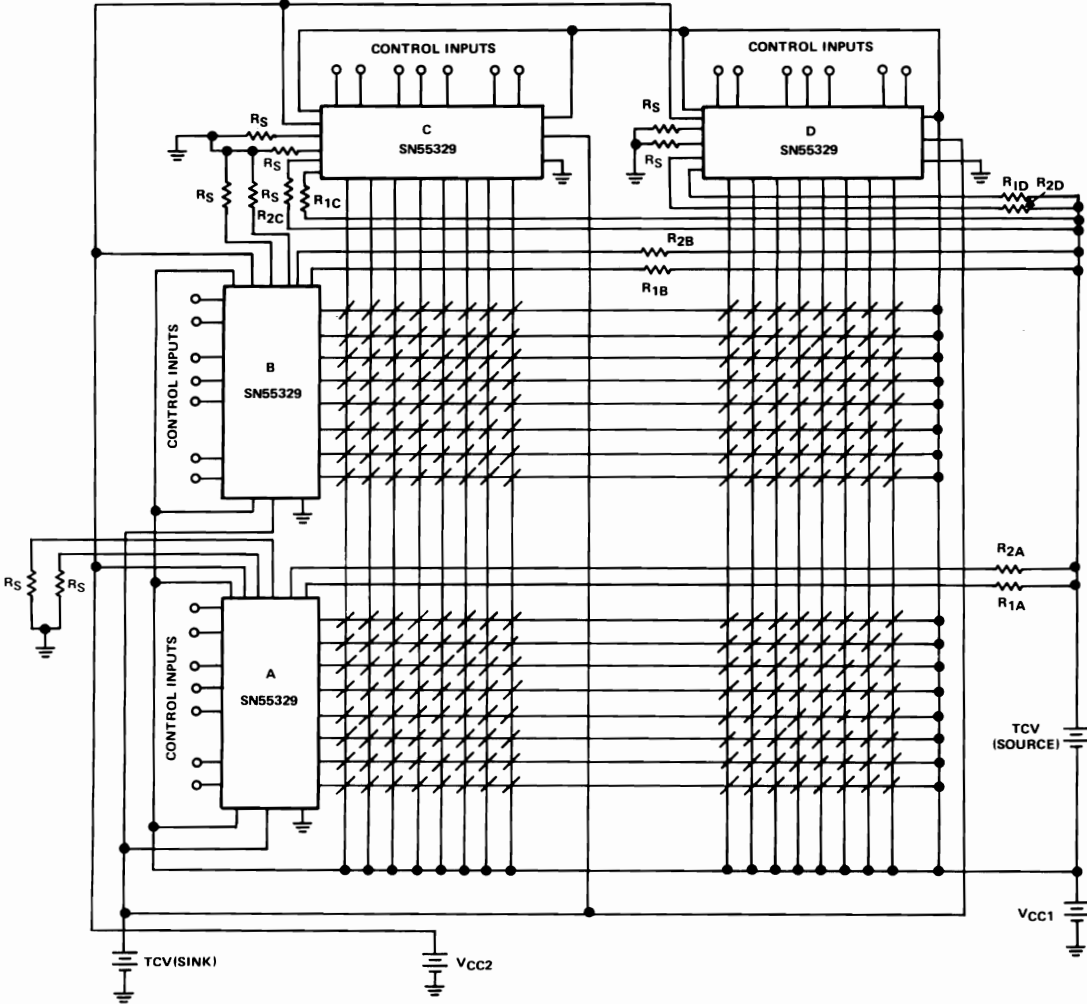 CONTROL INPUTS
CONTROL INPUTS
C
SN55329
D
SN55329
RS
RS
RS
RS
RS
RS
R2C
R1C
R1D
R2D
R2B
R1B
CONTROL INPUTS
B
SN55329
RS
RS
R2A
R1A
CONTROL INPUTS
A
SN55329
TCV
(SOURCE)
VCC1
TCV(SINK)
VCC2